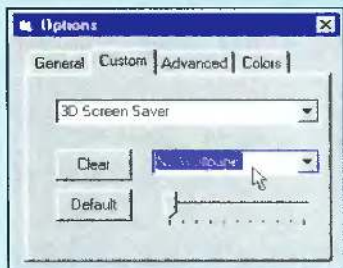 Options
General Custom Advanced Colors
3D Screen Saver
Clear
Default